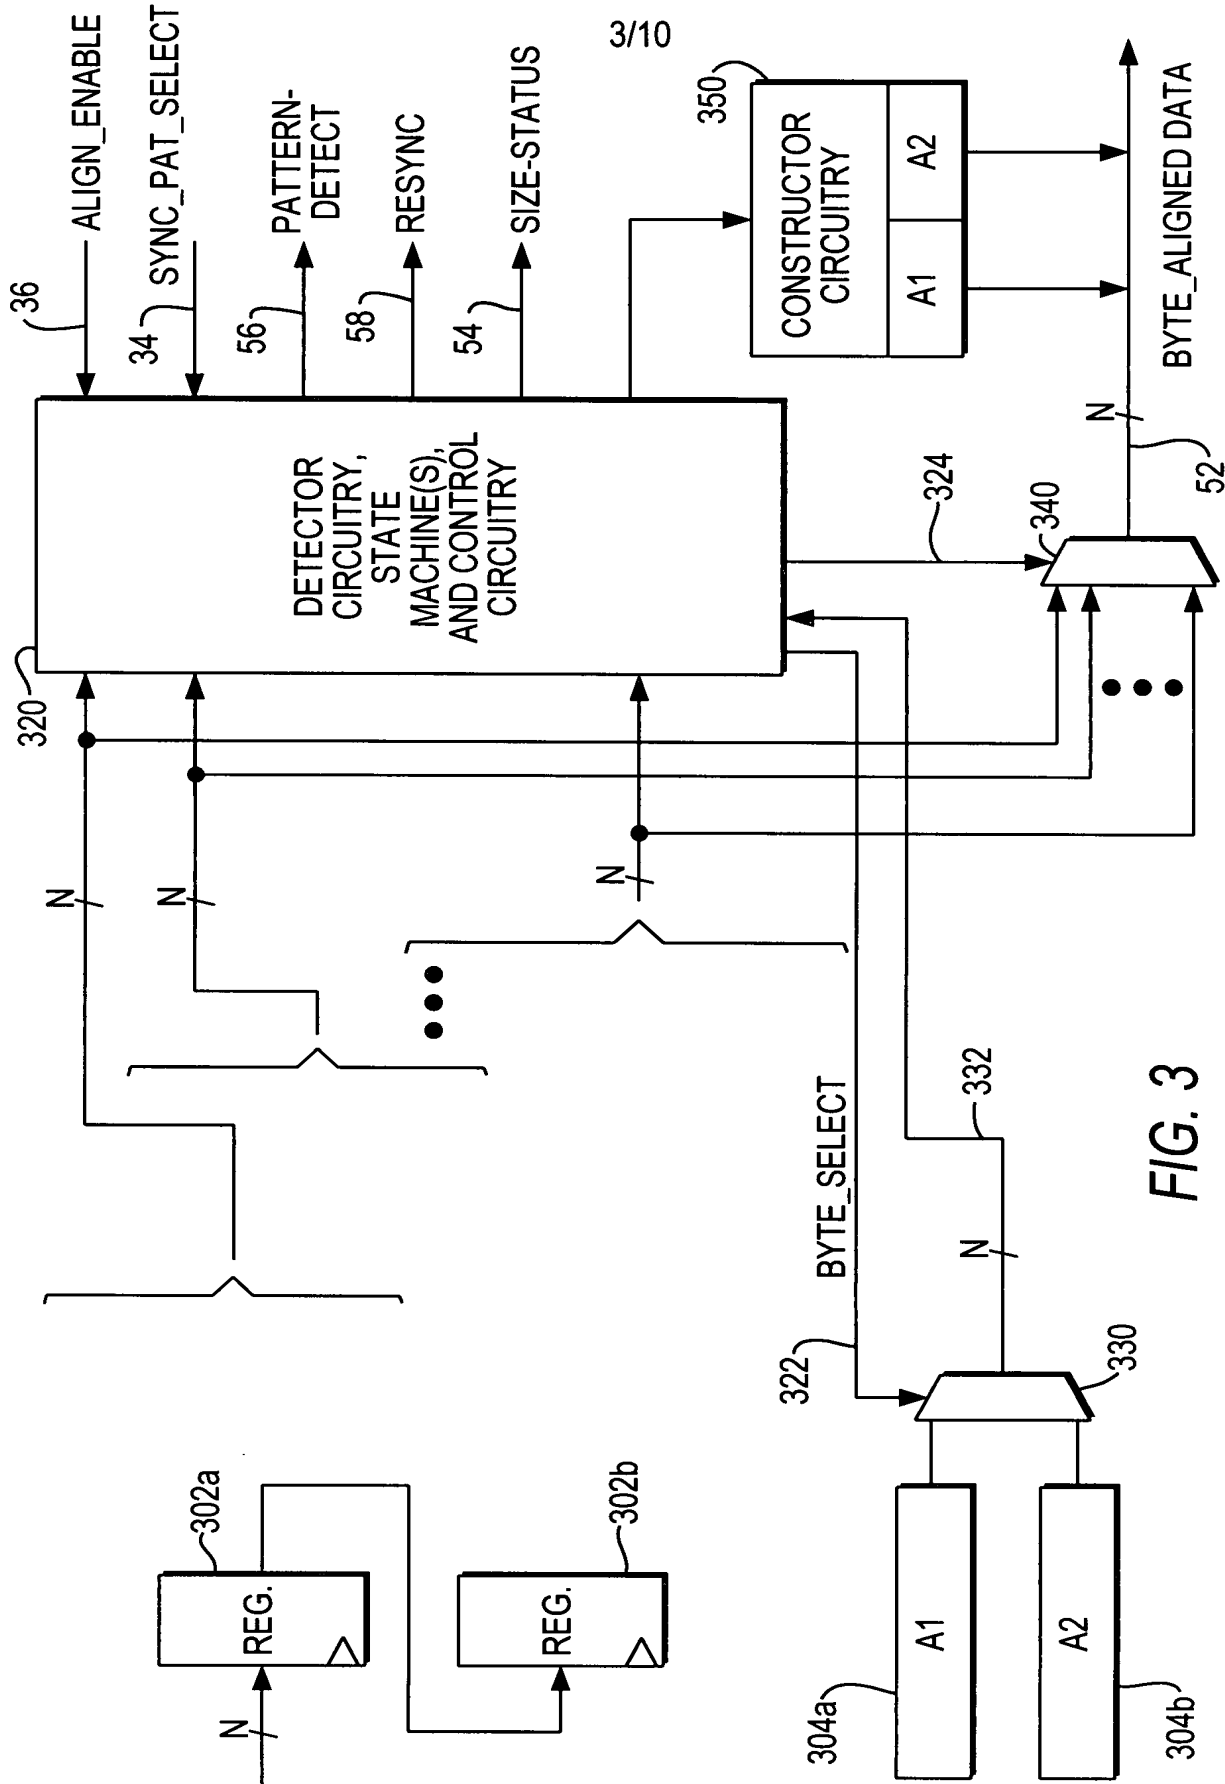 3/10
36
ALIGN_ENABLE
34
SYNC_PAT_SELECT
56
PATTERN-
DETECT
58
RESYNC
54
SIZE-STATUS
320
DETECTOR
CIRCUITRY,
STATE
MACHINE(S),
AND CONTROL
CIRCUITRY
350
CONSTRUCTOR
CIRCUITRY
A1
A2
N
N
N
N
302a
REG.
302b
REG.
BYTE_SELECT
322
324
340
N
52
BYTE_ALIGNED DATA
332
N
330
304a
A1
304b
A2
FIG. 3